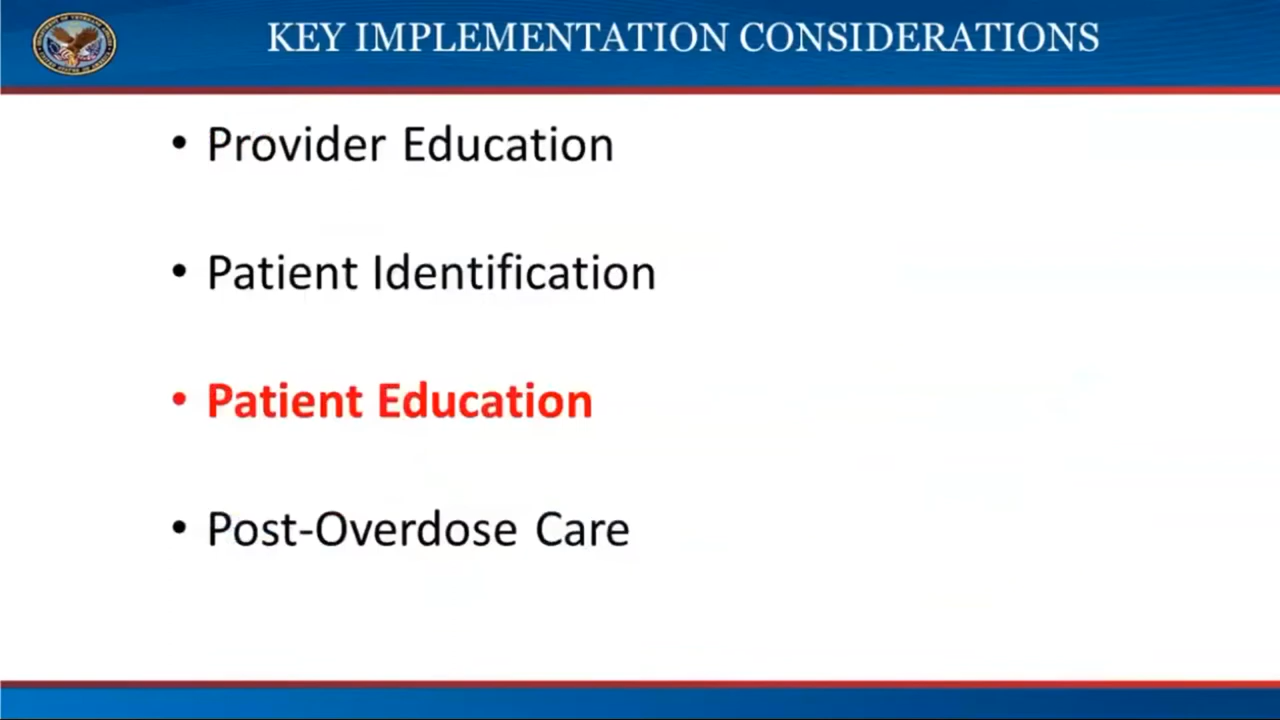 KEY IMPLEMENTATION CONSIDERATIONS
• Provider Education
• Patient Identification
• Patient Education
• Post-Overdose Care